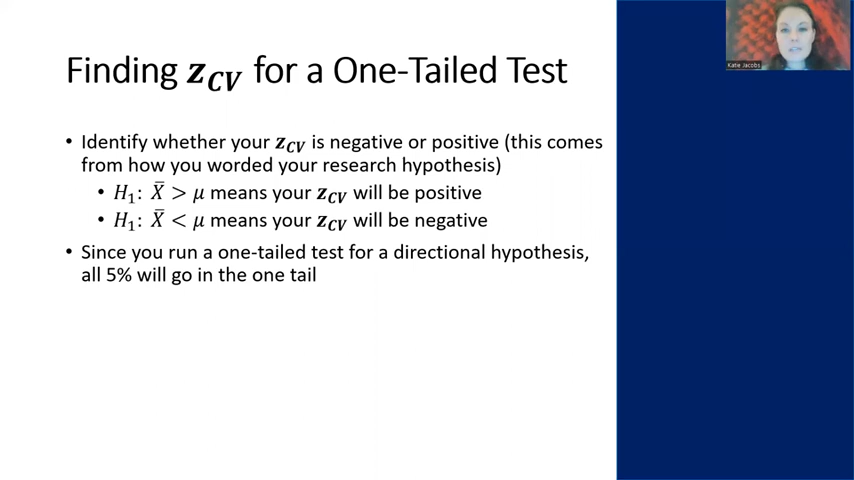 Finding z_CV for a One-Tailed Test
Katie Jacobs
• Identify whether your z_CV is negative or positive (this comes
from how you worded your research hypothesis)
• H₁: X̄ > μ means your z_CV will be positive
• H₁: X̄ < μ means your z_CV will be negative
• Since you run a one-tailed test for a directional hypothesis,
all 5% will go in the one tail